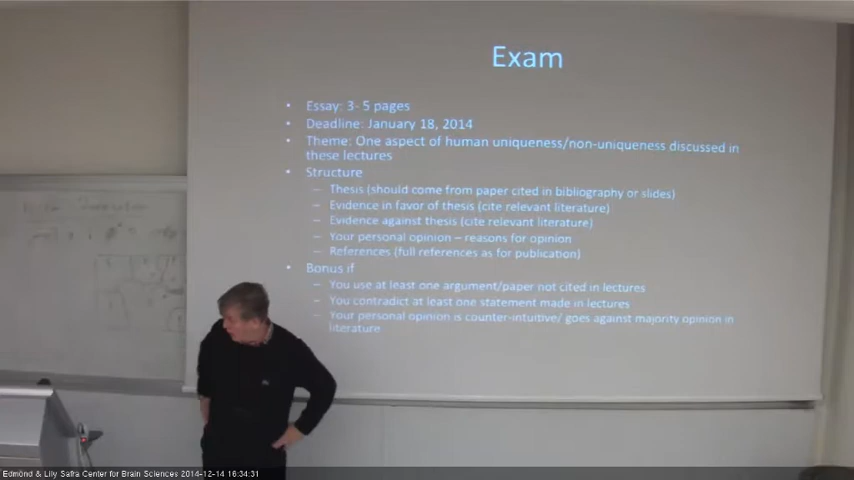 Exam
• Essay: 3- 5 pages
• Deadline: January 18, 2014
• Theme: One aspect of human uniqueness/non-uniqueness discussed in
these lectures
• Structure
– Thesis (should come from paper cited in bibliography or slides)
– Evidence in favor of thesis (cite relevant literature)
– Evidence against thesis (cite relevant literature)
– Your personal opinion – reasons for opinion
– References (full references as for publication)
• Bonus if
– You use at least one argument/paper not cited in lectures
– You contradict at least one statement made in lectures
– Your personal opinion is counter-intuitive/ goes against majority opinion in
literature
Edmond & Lily Safra Center for Brain Sciences 2014-12-14 16:34:31